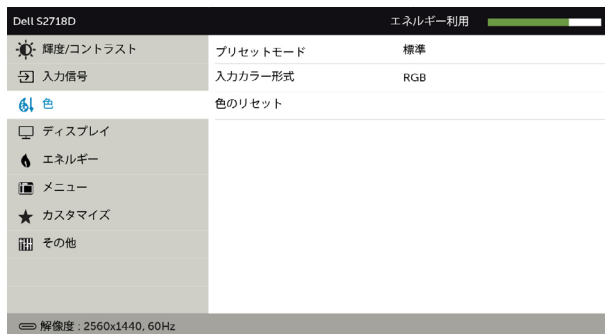 Dell S2718D エネルギー利用
輝度/コントラスト プリセットモード 標準
入力信号 入力カラー形式 RGB
色 色のリセット
ディスプレイ
エネルギー
メニュー
カスタマイズ
その他
解像度 : 2560x1440, 60Hz